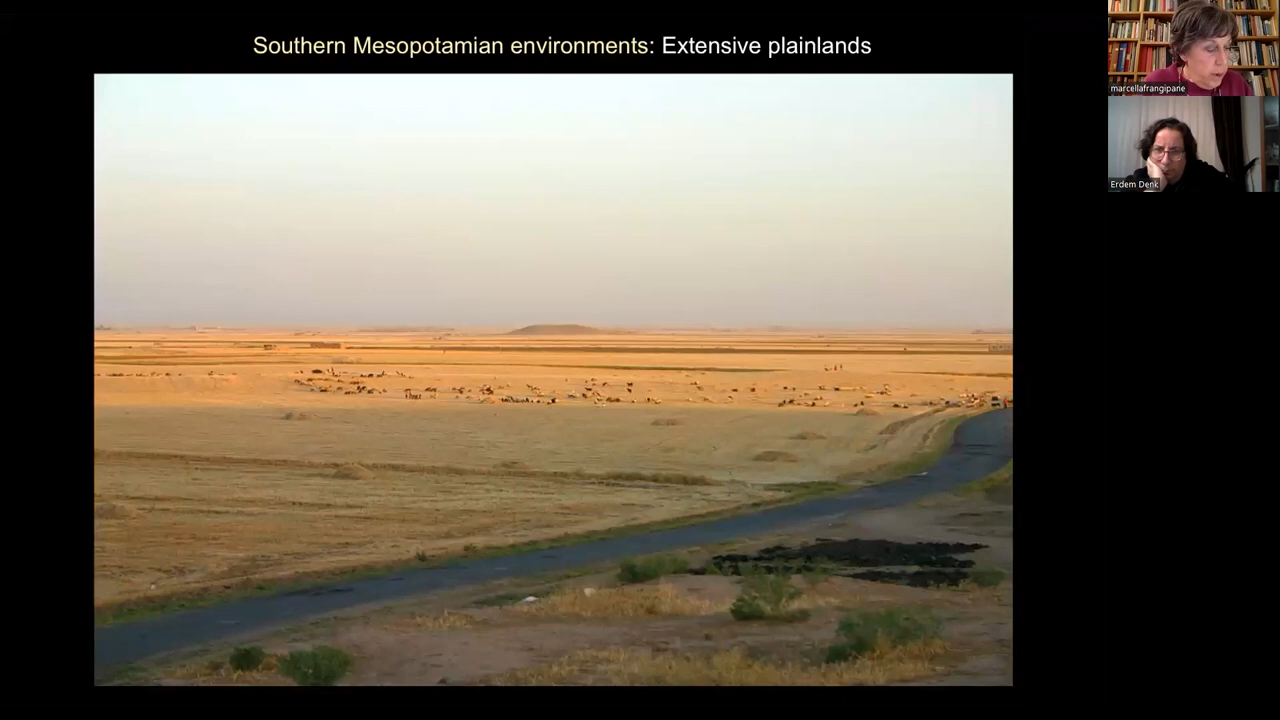 Southern Mesopotamian environments: Extensive plainlands
marcellafrangipane
Erdem Denk